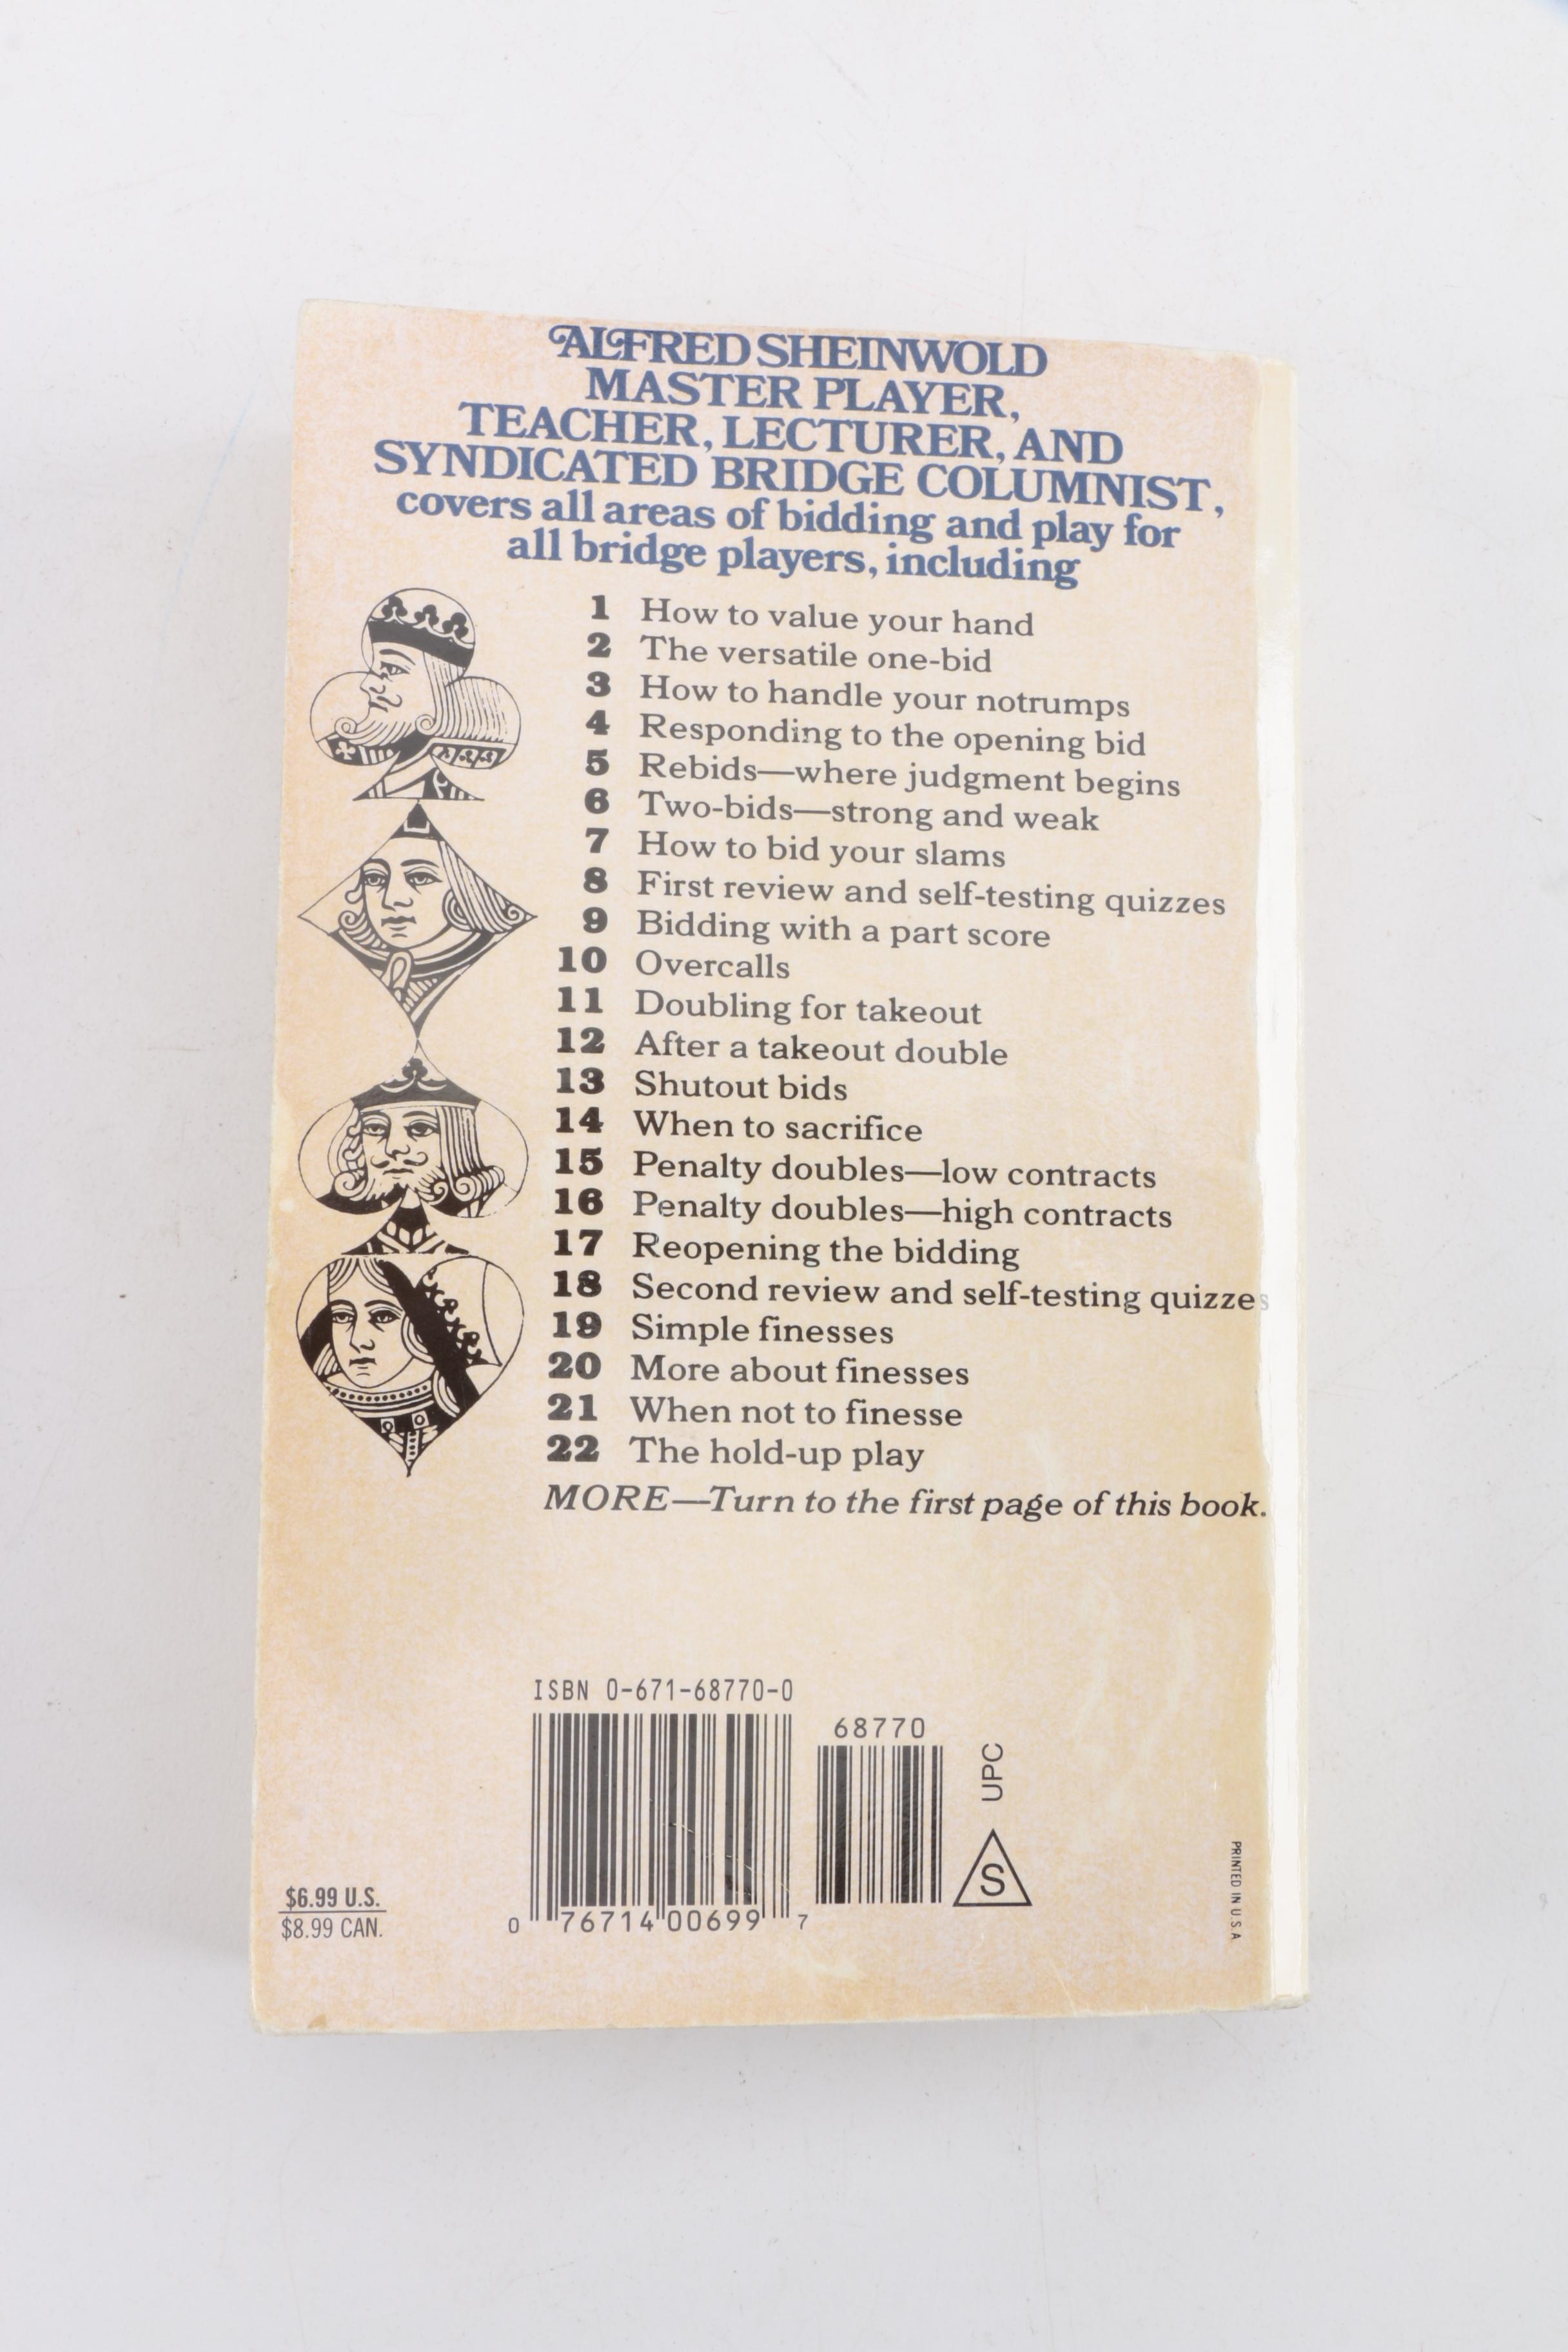 ALFRED SHEINWOLD
MASTER PLAYER,
TEACHER, LECTURER, AND
SYNDICATED BRIDGE COLUMNIST,
covers all areas of bidding and play for
all bridge players, including
1 How to value your hand
2 The versatile one-bid
3 How to handle your notrumps
4 Responding to the opening bid
5 Rebids—where judgment begins
6 Two-bids—strong and weak
7 How to bid your slams
8 First review and self-testing quizzes
9 Bidding with a part score
10 Overcalls
11 Doubling for takeout
12 After a takeout double
13 Shutout bids
14 When to sacrifice
15 Penalty doubles—low contracts
16 Penalty doubles—high contracts
17 Reopening the bidding
18 Second review and self-testing quizzes
19 Simple finesses
20 More about finesses
21 When not to finesse
22 The hold-up play
MORE—Turn to the first page of this book.
ISBN 0-671-68770-0
68770
UPC
S
0 76714 00699 7
$6.99 U.S.
$8.99 CAN.
PRINTED IN U.S.A